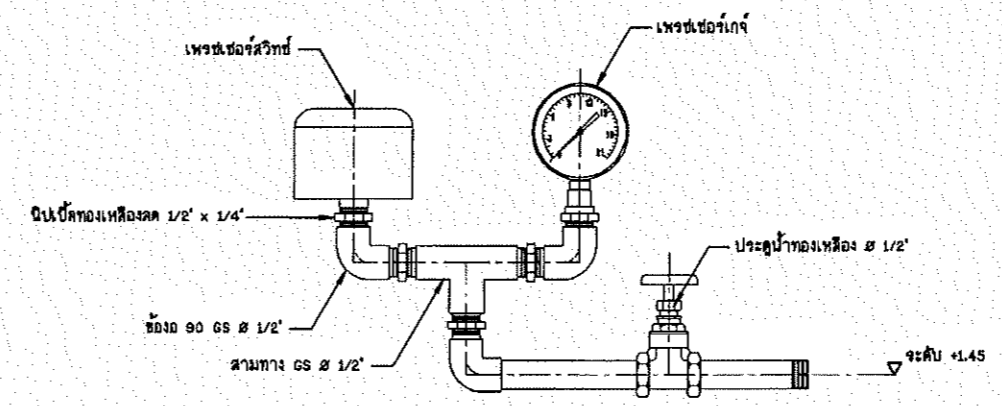 เพรชเชอร์สวิทช์
เพรชเชอร์เกจ์
นิปเปิ้ลทองเหลืองลด 1/2" x 1/4"
ประตูน้ำทองเหลือง Ø 1/2"
ข้องอ 90 GS Ø 1/2"
สามทาง GS Ø 1/2"
ระดับ +1.45